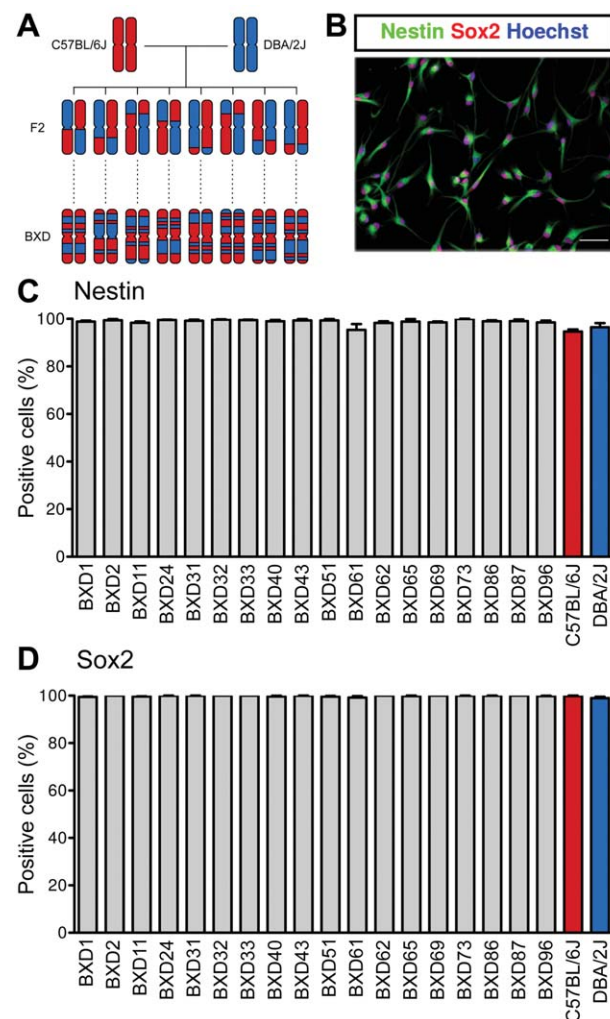 A
C57BL/6J
DBA/2J
F2
BXD
B
Nestin Sox2 Hoechst
C Nestin
Positive cells (%)
100
80
60
40
20
0
BXD1
BXD2
BXD11
BXD24
BXD31
BXD32
BXD33
BXD40
BXD43
BXD51
BXD61
BXD62
BXD65
BXD69
BXD73
BXD86
BXD87
BXD96
C57BL/6J
DBA/2J
D Sox2
Positive cells (%)
100
80
60
40
20
0
BXD1
BXD2
BXD11
BXD24
BXD31
BXD32
BXD33
BXD40
BXD43
BXD51
BXD61
BXD62
BXD65
BXD69
BXD73
BXD86
BXD87
BXD96
C57BL/6J
DBA/2J